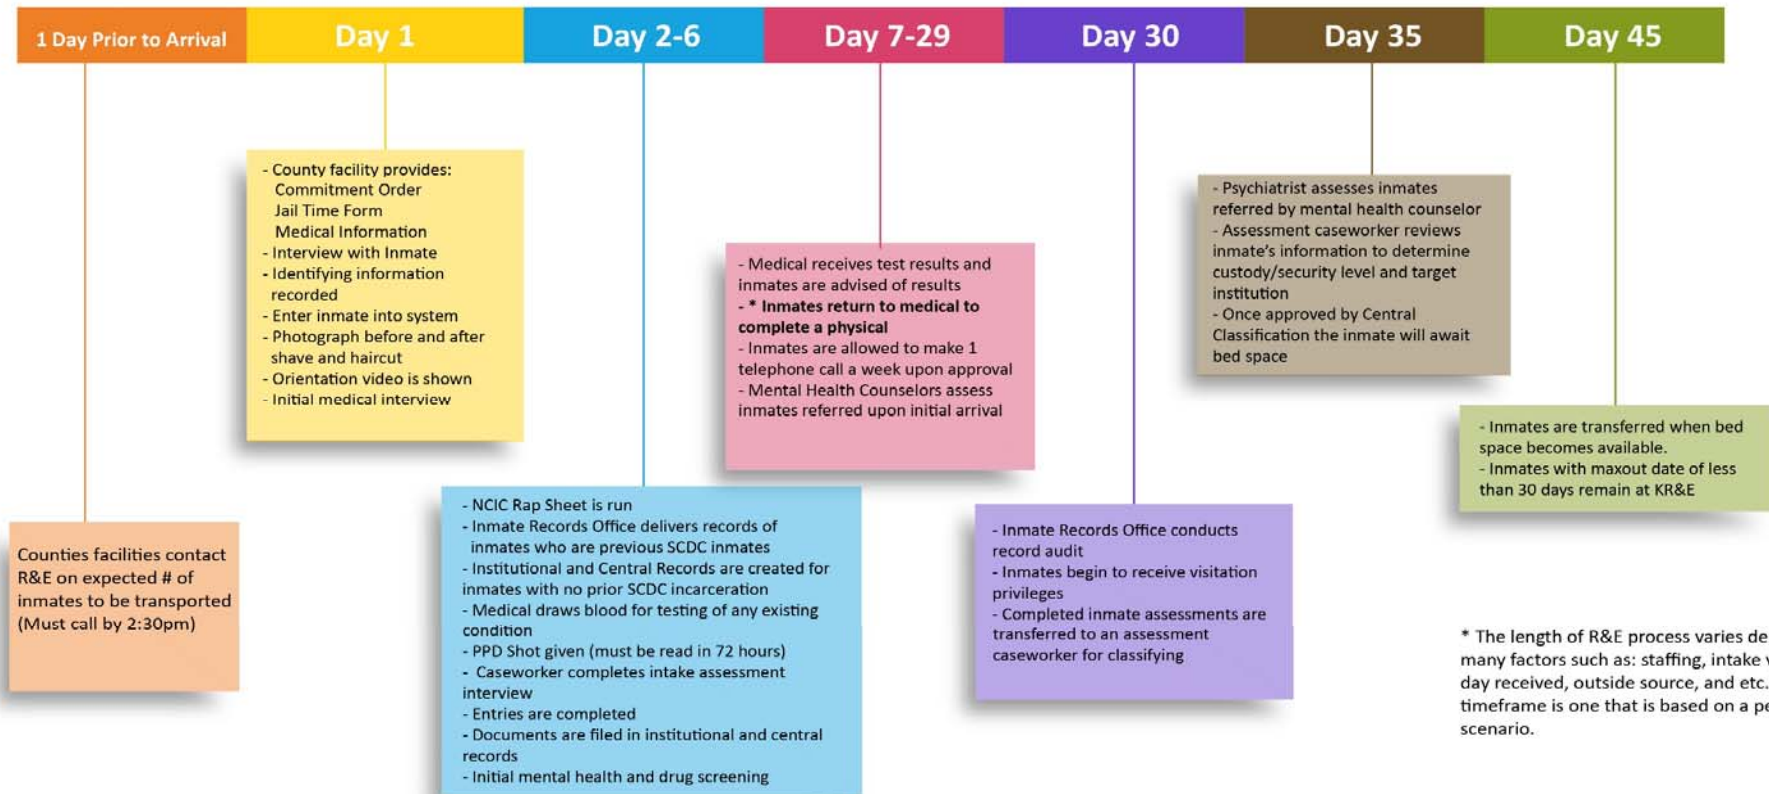 1 Day Prior to Arrival
Day 1
Day 2-6
Day 7-29
Day 30
Day 35
Day 45
Counties facilities contact
R&E on expected # of
inmates to be transported
(Must call by 2:30pm)
- County facility provides:
Commitment Order
Jail Time Form
Medical Information
- Interview with Inmate
- Identifying information
recorded
- Enter inmate into system
- Photograph before and after
shave and haircut
- Orientation video is shown
- Initial medical interview
- NCIC Rap Sheet is run
- Inmate Records Office delivers records of
inmates who are previous SCDC inmates
- Institutional and Central Records are created for
inmates with no prior SCDC incarceration
- Medical draws blood for testing of any existing
condition
- PPD Shot given (must be read in 72 hours)
- Caseworker completes intake assessment
interview
- Entries are completed
- Documents are filed in institutional and central
records
- Initial mental health and drug screening
- Medical receives test results and
inmates are advised of results
- * Inmates return to medical to
complete a physical
- Inmates are allowed to make 1
telephone call a week upon approval
- Mental Health Counselors assess
inmates referred upon initial arrival
- Inmate Records Office conducts
record audit
- Inmates begin to receive visitation
privileges
- Completed inmate assessments are
transferred to an assessment
caseworker for classifying
- Psychiatrist assesses inmates
referred by mental health counselor
- Assessment caseworker reviews
inmate's information to determine
custody/security level and target
institution
- Once approved by Central
Classification the inmate will await
bed space
- Inmates are transferred when bed
space becomes available.
- Inmates with maxout date of less
than 30 days remain at KR&E
* The length of R&E process varies
many factors such as: staffing, intake
day received, outside source, and etc.
timeframe is one that is based on a
scenario.